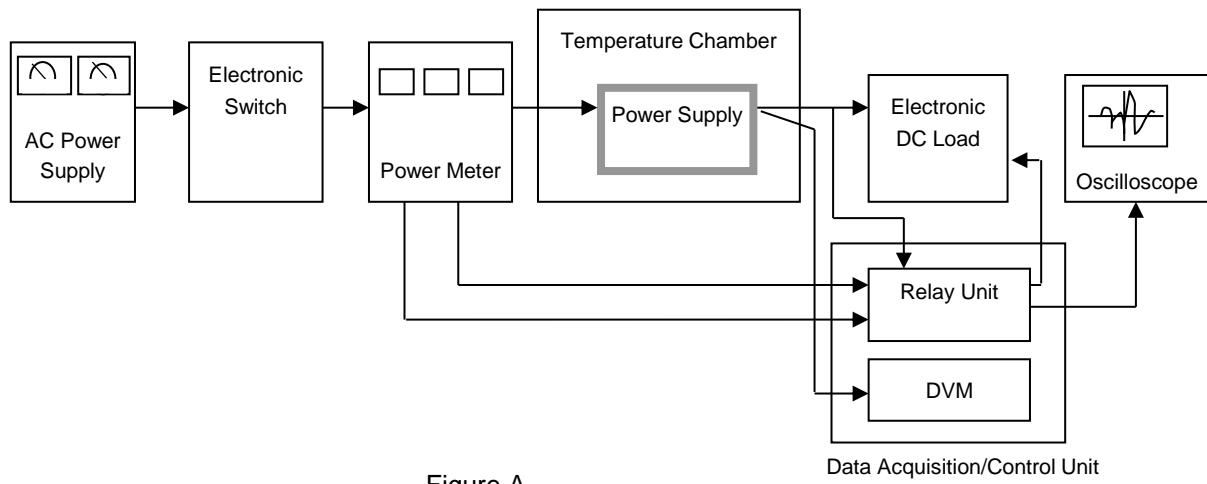 Temperature Chamber
AC Power
Supply
Electronic
Switch
Power Meter
Power Supply
Electronic
DC Load
Oscilloscope
Relay Unit
DVM
Data Acquisition/Control Unit
Figure A